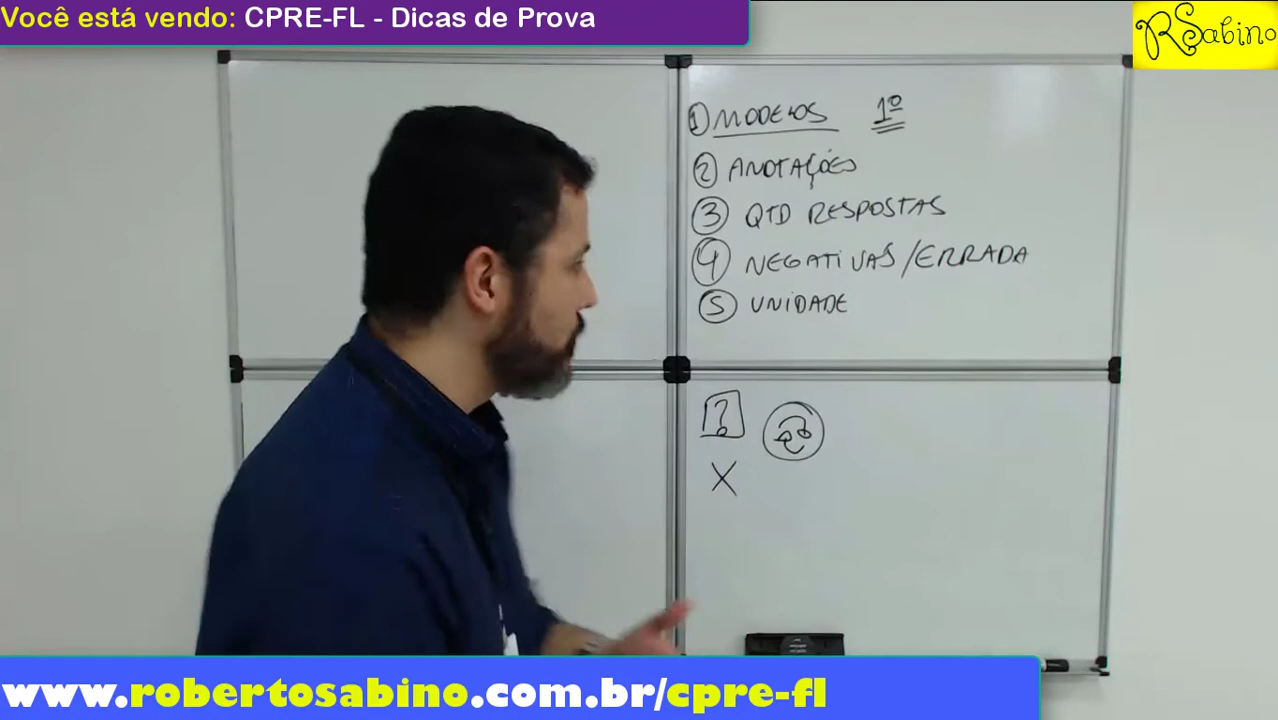 Você está vendo: CPRE-FL - Dicas de Prova
RSabino
1 MODELOS 1º
2 ANOTAÇÕES
3 QTD RESPOSTAS
4 NEGATIVAS/ERRADA
5 UNIDADE
?
X
www.robertosabino.com.br/cpre-fl